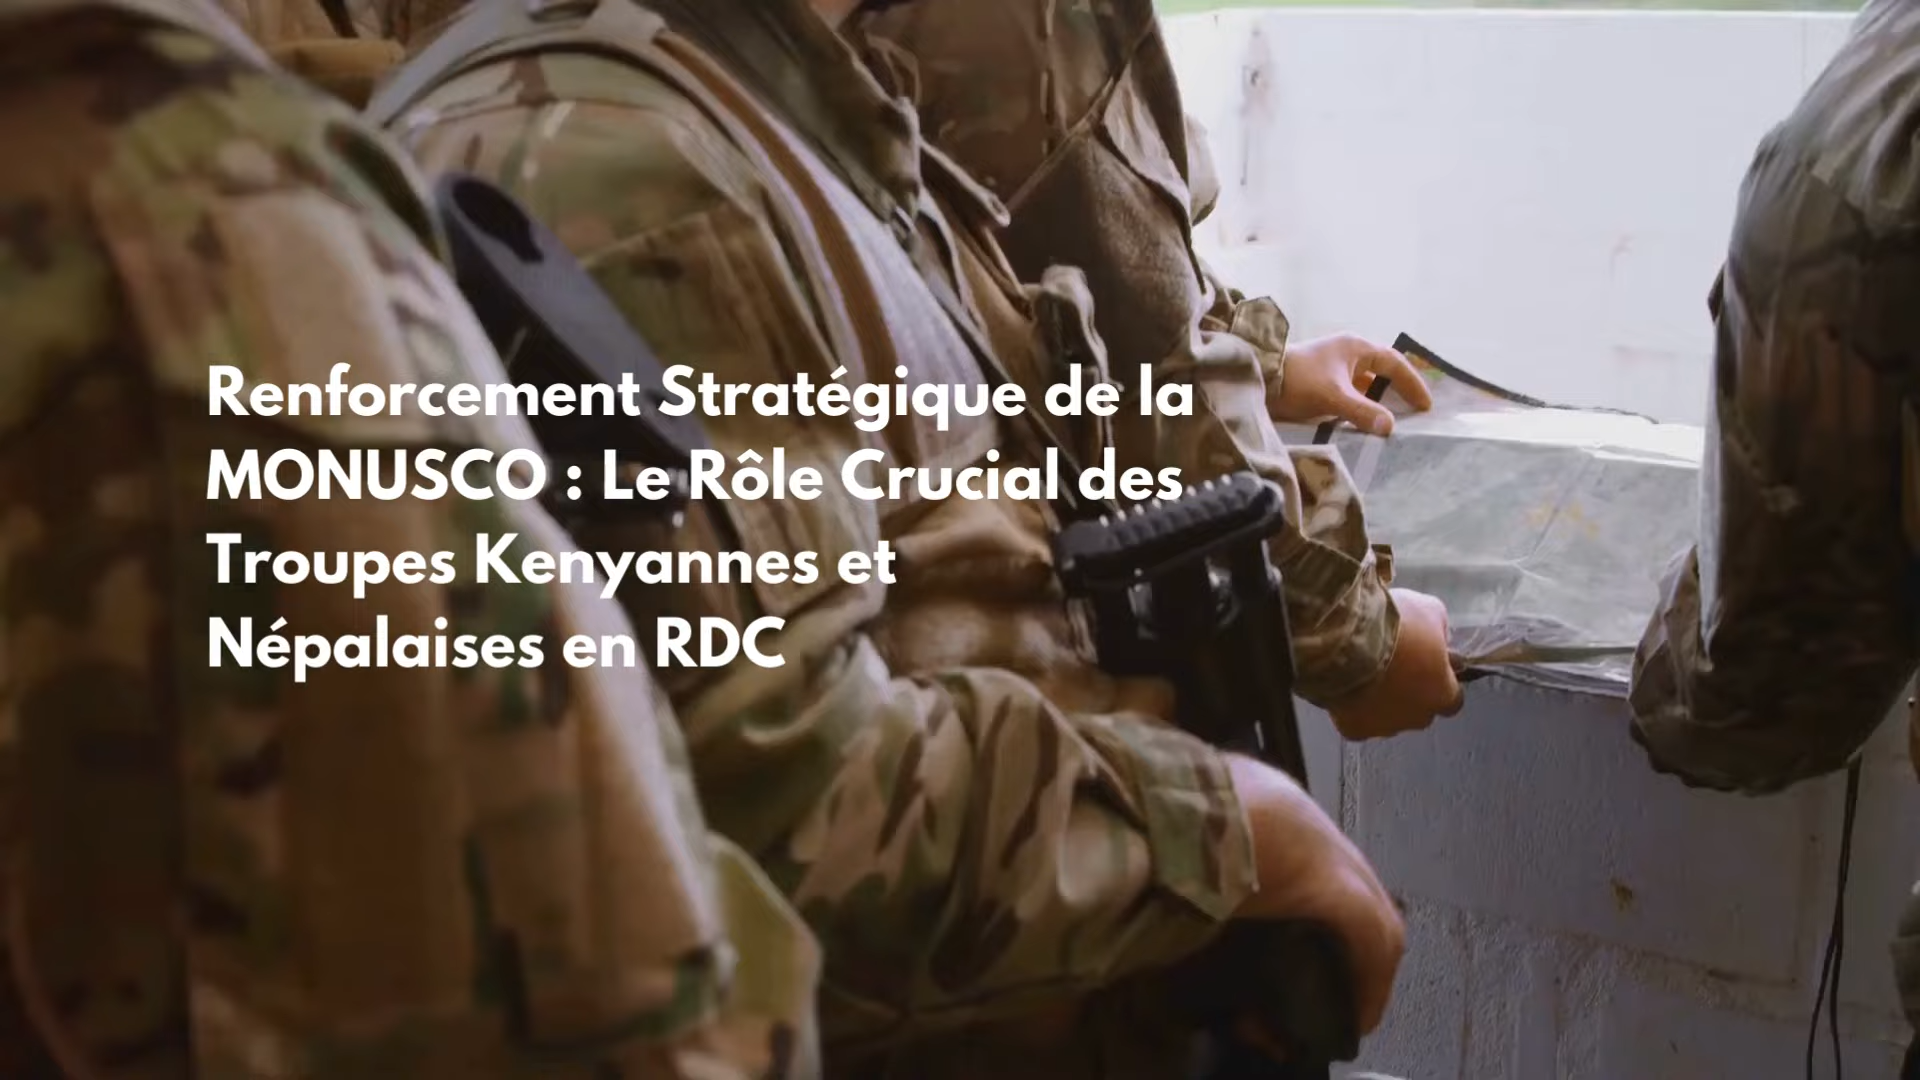 Renforcement Stratégique de la
MONUSCO : Le Rôle Crucial des
Troupes Kenyannes et
Népalaises en RDC